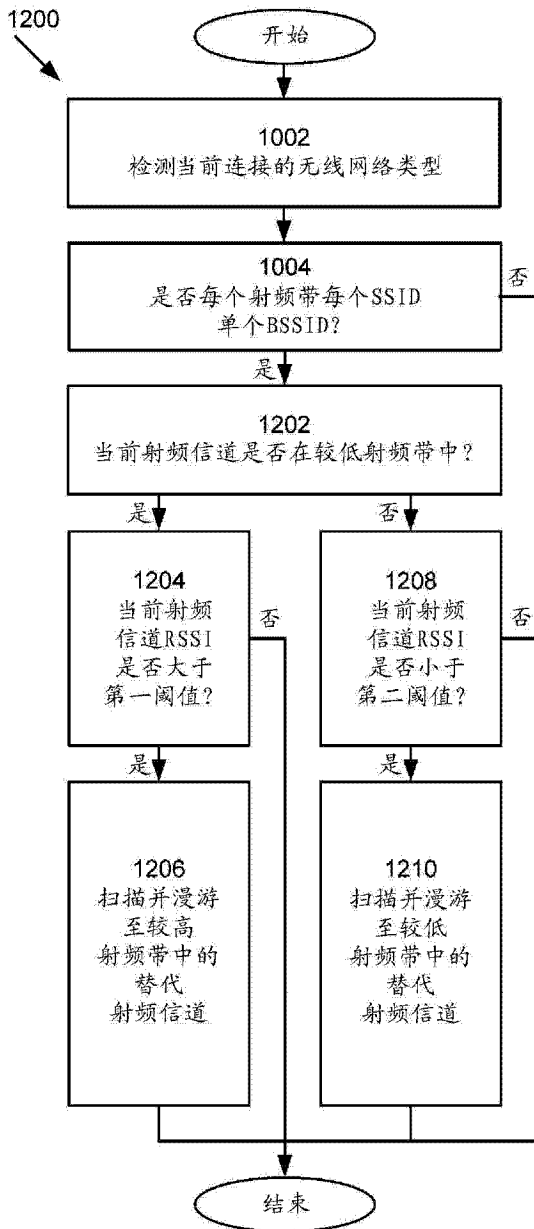 1200
开始
1002
检测当前连接的无线网络类型
1004
是否每个射频带每个SSID
单个BSSID?
否
是
1202
当前射频信道是否在较低射频带中?
是
否
1204
当前射频
信道RSSI
是否大于
第一阈值?
否
1208
当前射频
信道RSSI
是否小于
第二阈值?
否
是
是
1206
扫描并漫游
至较高
射频带中的
替代
射频信道
1210
扫描并漫游
至较低
射频带中的
替代
射频信道
结束